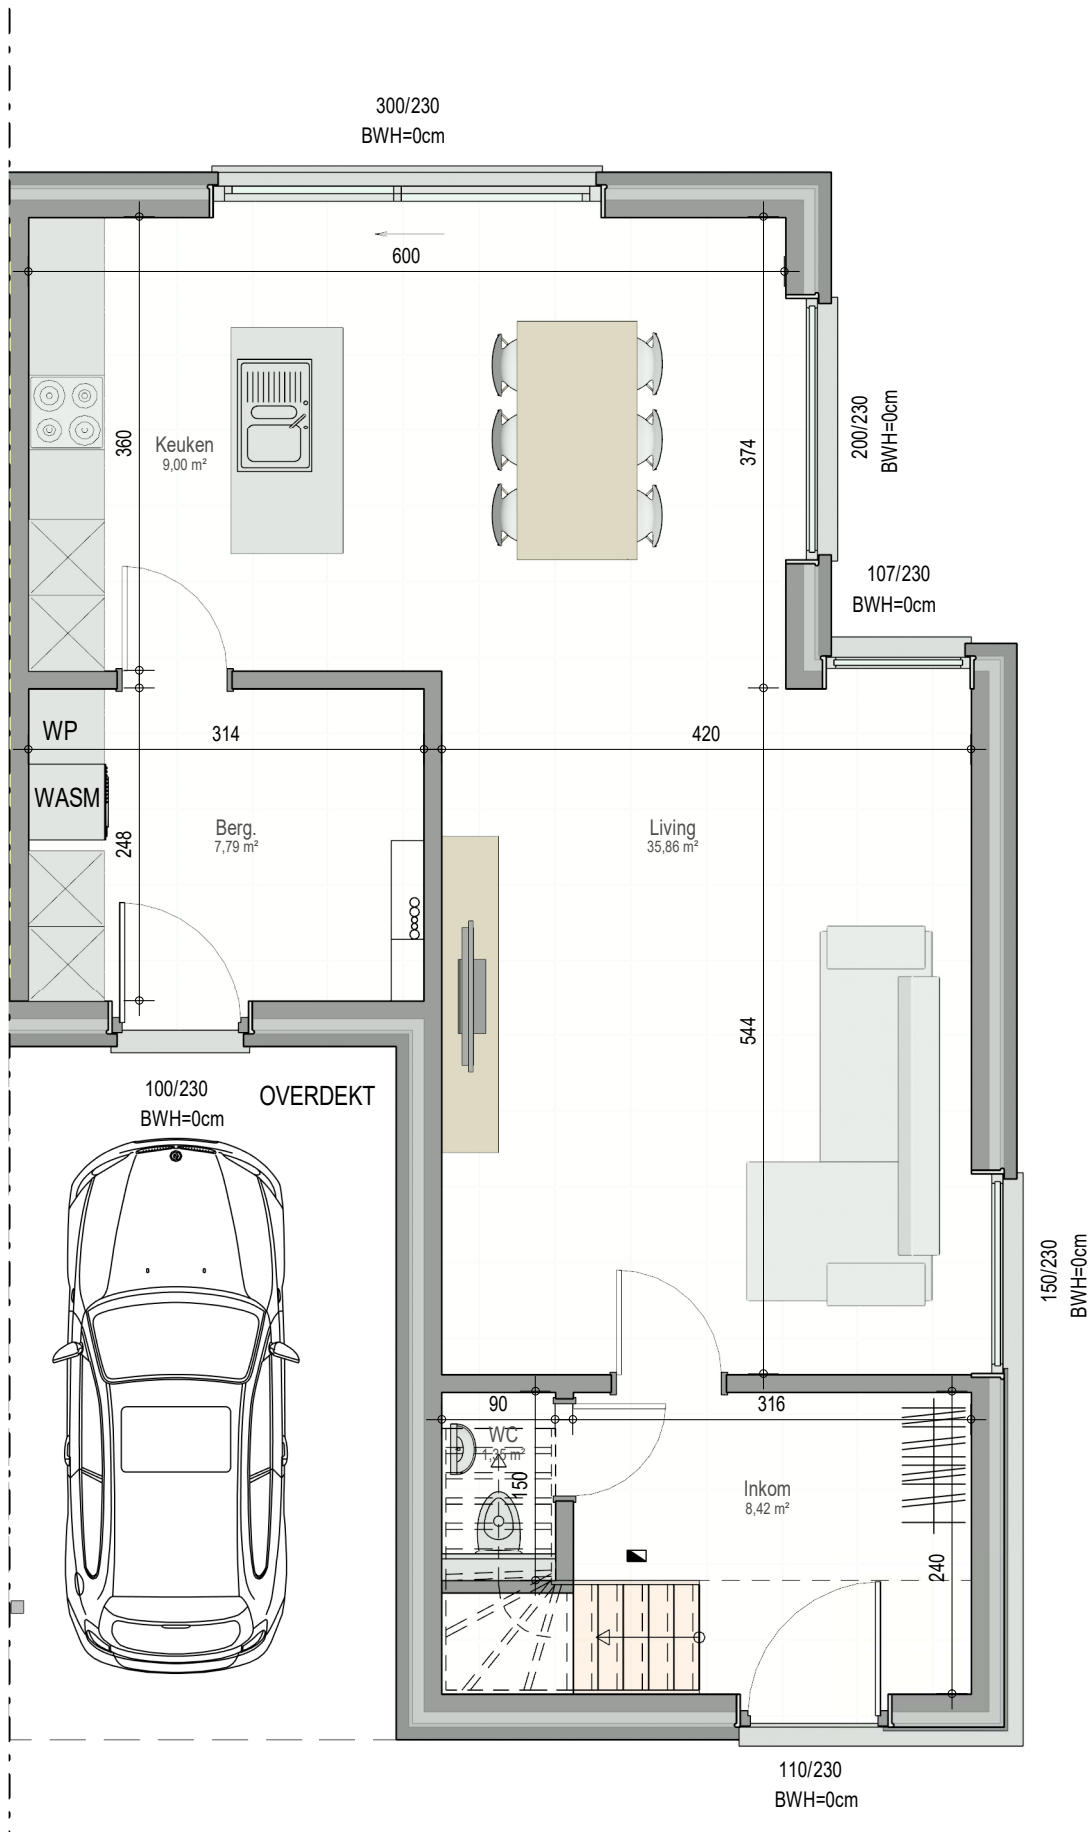 300/230
BWH=0cm
600
360
Keuken
9,00 m²
374
200/230
BWH=0cm
107/230
BWH=0cm
WP
314
420
WASM
248
Berg.
7,79 m²
Living
35,86 m²
544
100/230
BWH=0cm
OVERDEKT
150/230
BWH=0cm
90
316
WC
1,35 m²
150
Inkom
8,42 m²
240
110/230
BWH=0cm